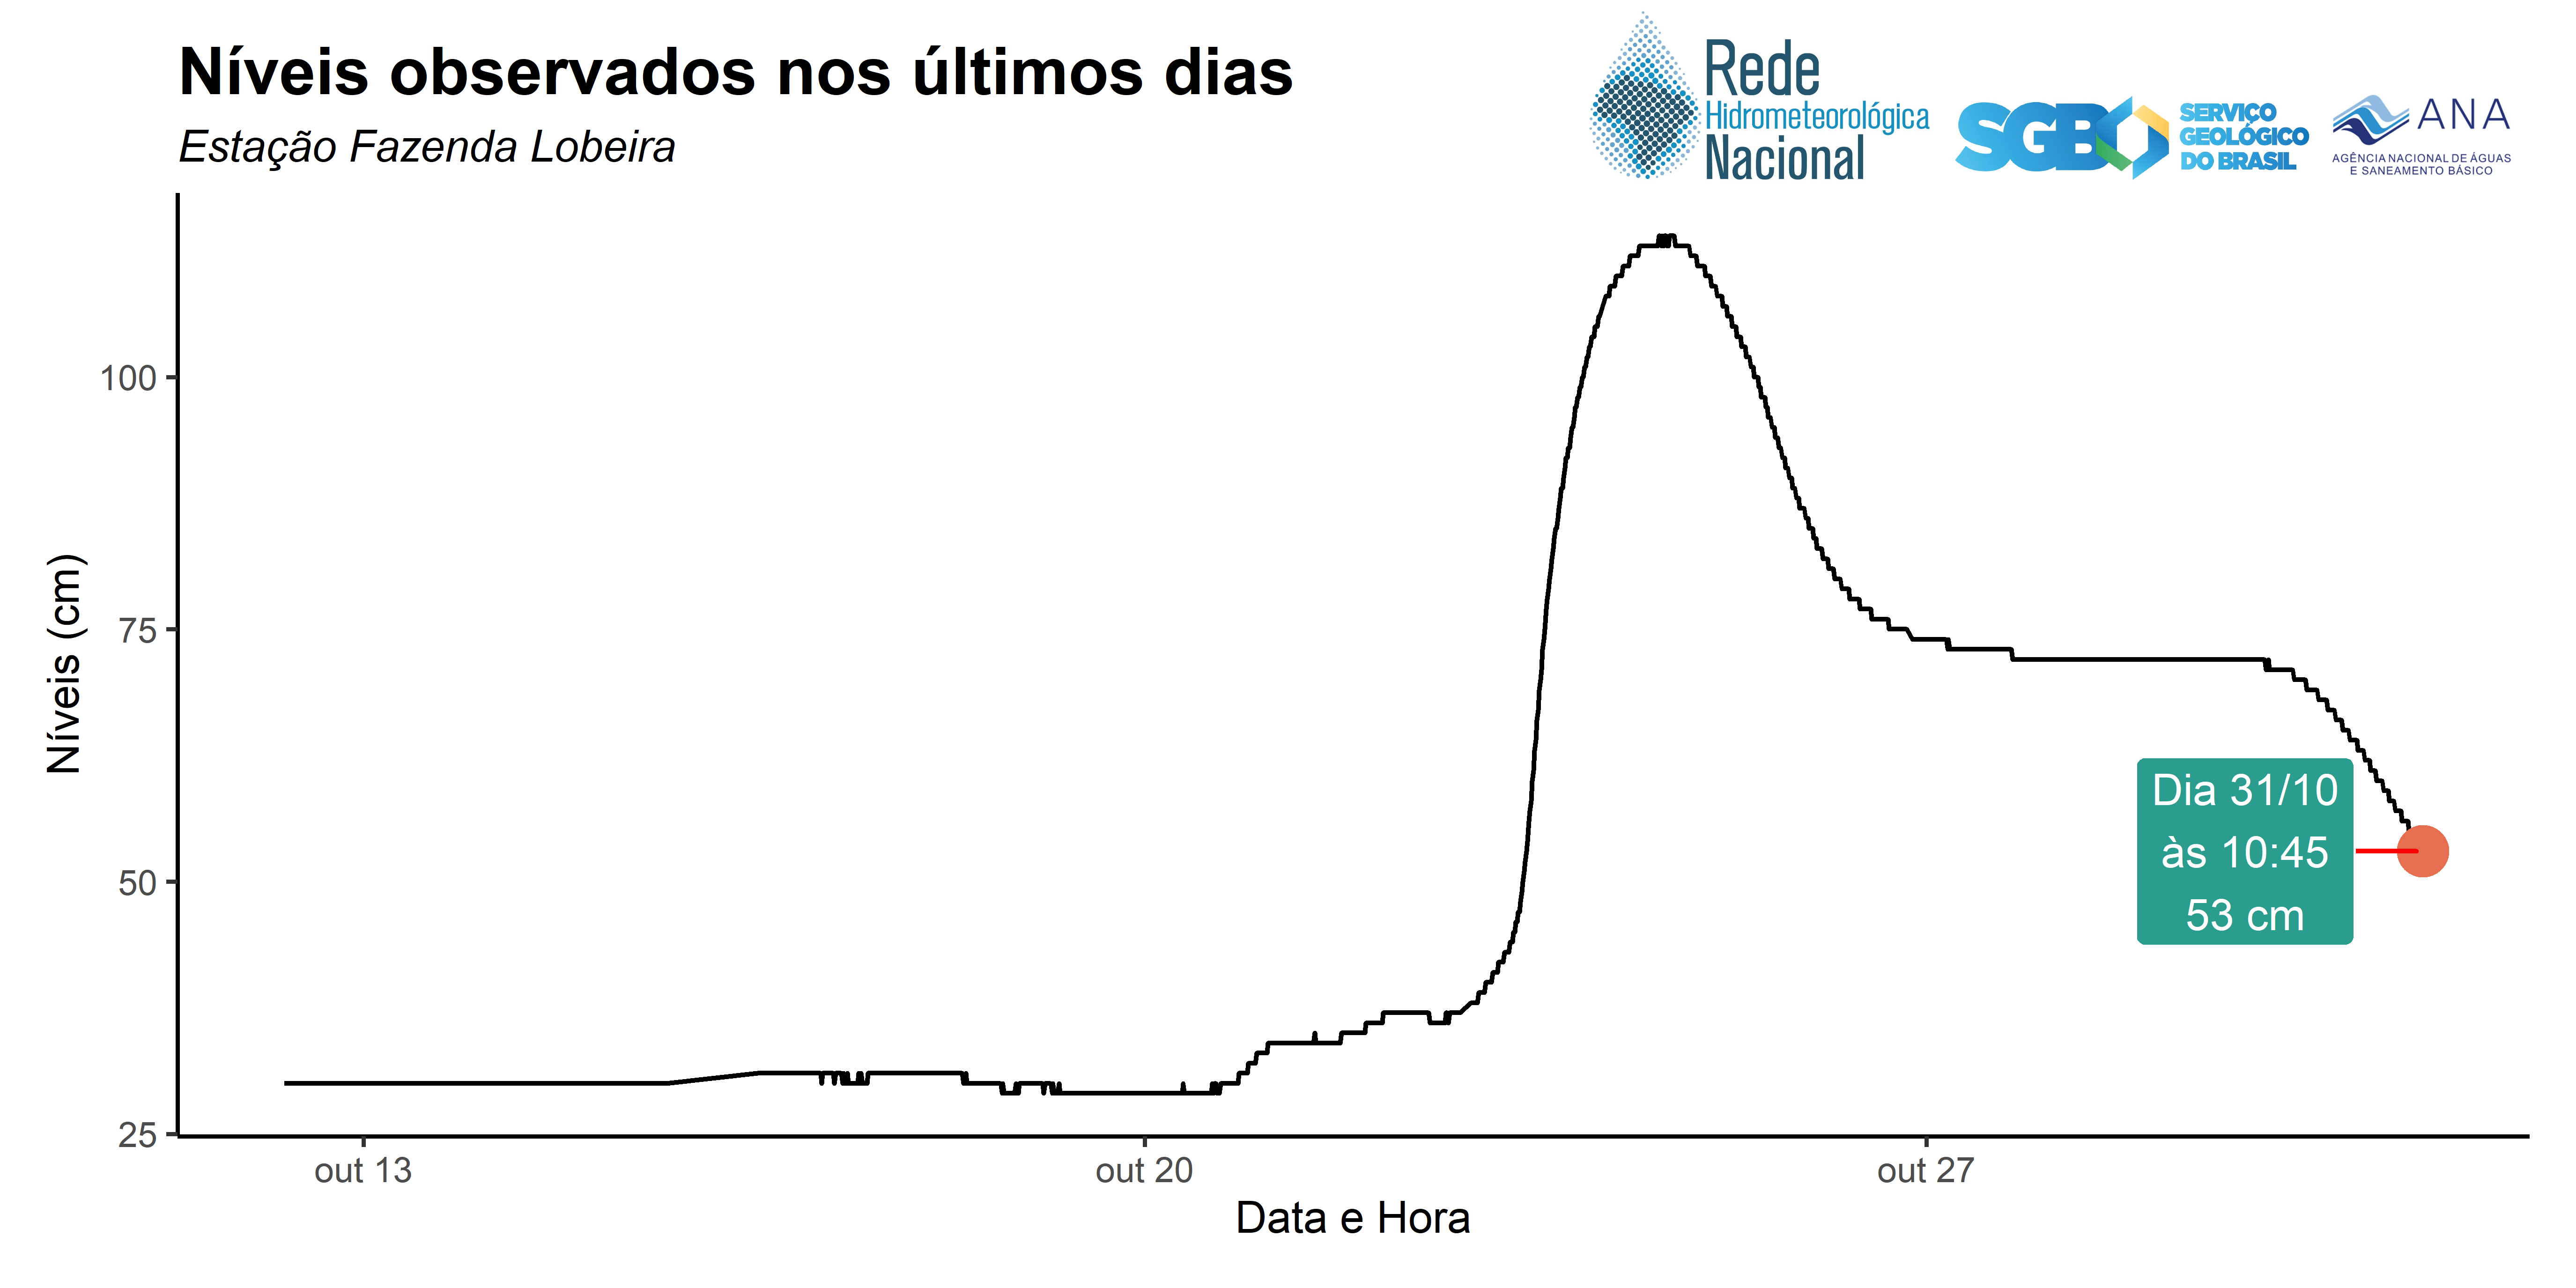 Níveis observados nos últimos dias
Estação Fazenda Lobeira
Rede
Hidrometeorológica
Nacional
SGB
SERVIÇO
GEOLÓGICO
DO BRASIL
ANA
AGÊNCIA NACIONAL DE ÁGUAS
E SANEAMENTO BÁSICO
Níveis (cm)
100
75
50
25
Dia 31/10
às 10:45
53 cm
out 13
out 20
out 27
Data e Hora